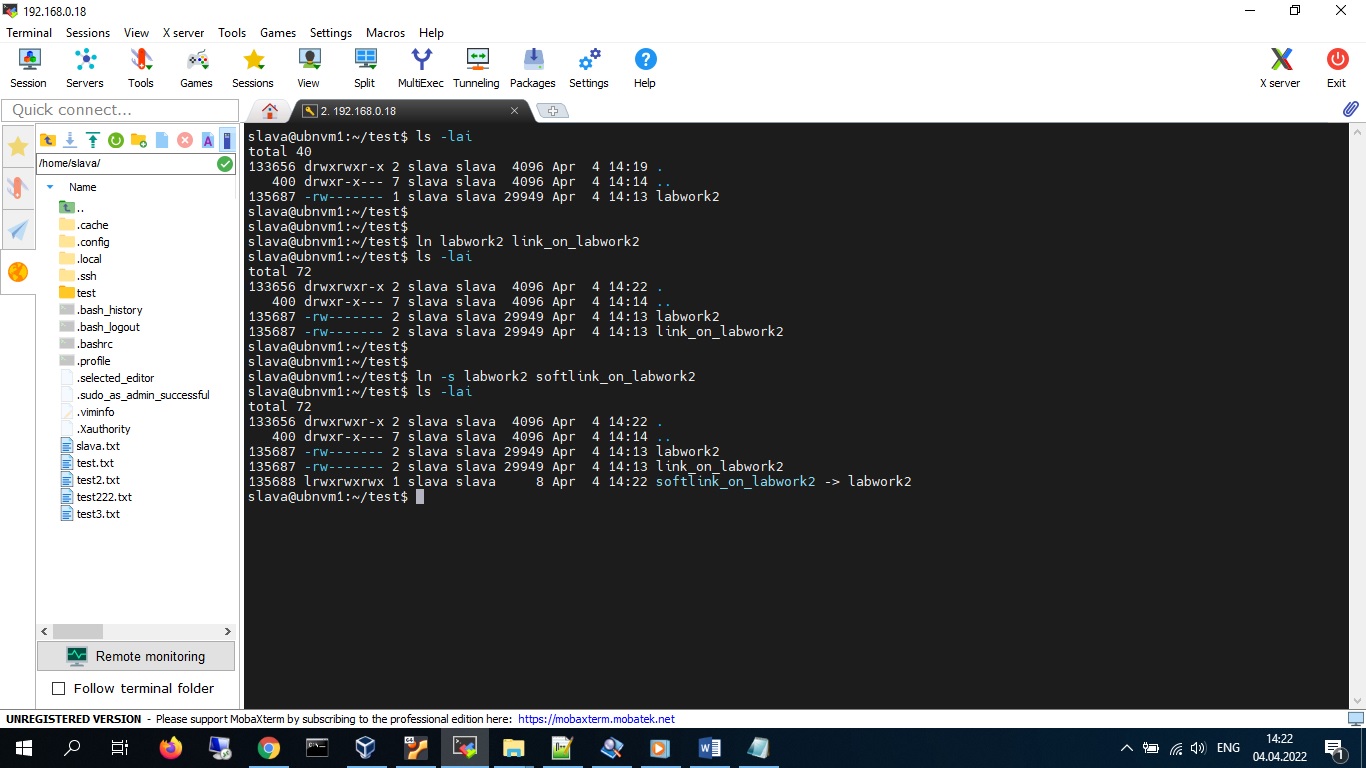 192.168.0.18
Terminal Sessions View X server Tools Games Settings Macros Help
Session Servers Tools Games Sessions View Split MultiExec Tunneling Packages Settings Help X server Exit
Quick connect...
2. 192.168.0.18
/home/slava/
Name
..
.cache
.config
.local
.ssh
test
.bash_history
.bash_logout
.bashrc
.profile
.selected_editor
.sudo_as_admin_successful
.viminfo
.Xauthority
slava.txt
test.txt
test2.txt
test222.txt
test3.txt
Remote monitoring
Follow terminal folder
slava@ubnvm1:~/test$ ls -lai
total 40
133656 drwxrwxr-x 2 slava slava  4096 Apr  4 14:19 .
   400 drwxr-x--- 7 slava slava  4096 Apr  4 14:14 ..
135687 -rw------- 1 slava slava 29949 Apr  4 14:13 labwork2
slava@ubnvm1:~/test$
slava@ubnvm1:~/test$
slava@ubnvm1:~/test$ ln labwork2 link_on_labwork2
slava@ubnvm1:~/test$ ls -lai
total 72
133656 drwxrwxr-x 2 slava slava  4096 Apr  4 14:22 .
   400 drwxr-x--- 7 slava slava  4096 Apr  4 14:14 ..
135687 -rw------- 2 slava slava 29949 Apr  4 14:13 labwork2
135687 -rw------- 2 slava slava 29949 Apr  4 14:13 link_on_labwork2
slava@ubnvm1:~/test$
slava@ubnvm1:~/test$
slava@ubnvm1:~/test$ ln -s labwork2 softlink_on_labwork2
slava@ubnvm1:~/test$ ls -lai
total 72
133656 drwxrwxr-x 2 slava slava  4096 Apr  4 14:22 .
   400 drwxr-x--- 7 slava slava  4096 Apr  4 14:14 ..
135687 -rw------- 2 slava slava 29949 Apr  4 14:13 labwork2
135687 -rw------- 2 slava slava 29949 Apr  4 14:13 link_on_labwork2
135688 lrwxrwxrwx 1 slava slava     8 Apr  4 14:22 softlink_on_labwork2 -> labwork2
slava@ubnvm1:~/test$
UNREGISTERED VERSION - Please support MobaXterm by subscribing to the professional edition here: https://mobaxterm.mobatek.net
ENG
14:22
04.04.2022
1